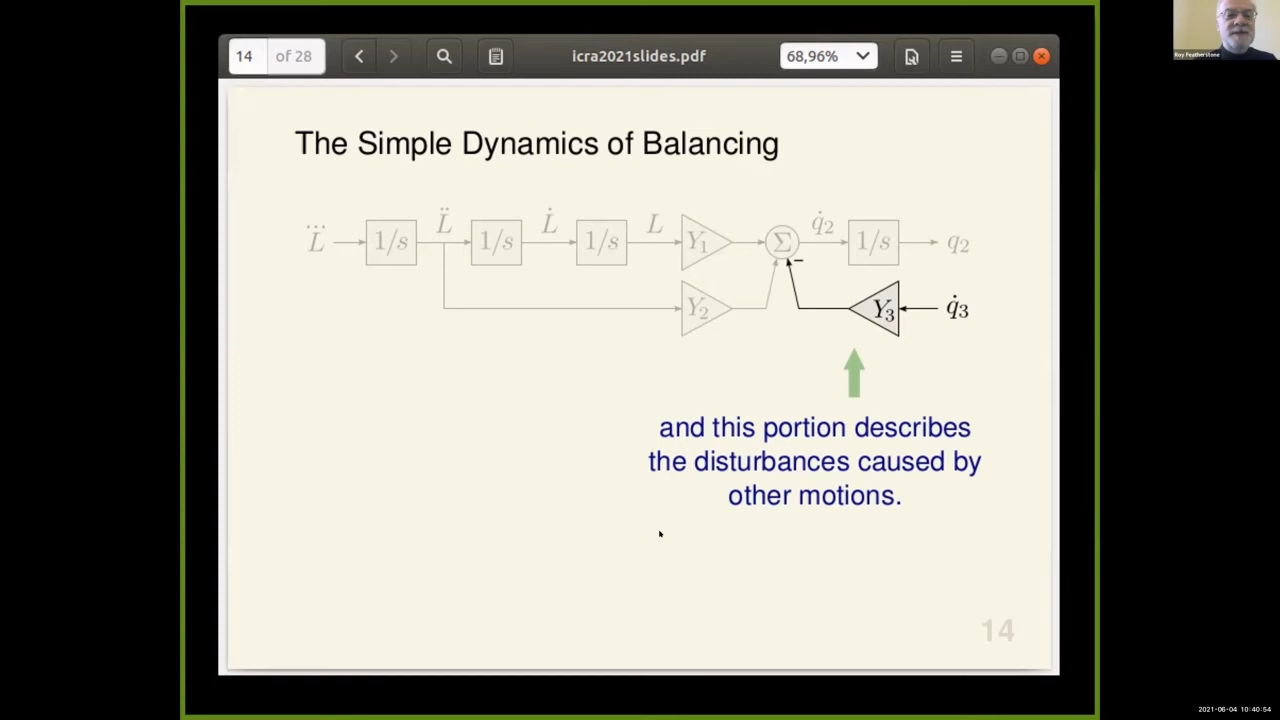 14 of 28
icra2021slides.pdf
68,96%
Roy Featherstone
The Simple Dynamics of Balancing
L⃛ 1/s L̈ 1/s L̇ 1/s L Y₁ Σ q̇₂ 1/s q₂
−
Y₂ Y₃ q̇₃
and this portion describes
the disturbances caused by
other motions.
14
2021-06-04 10:40:54